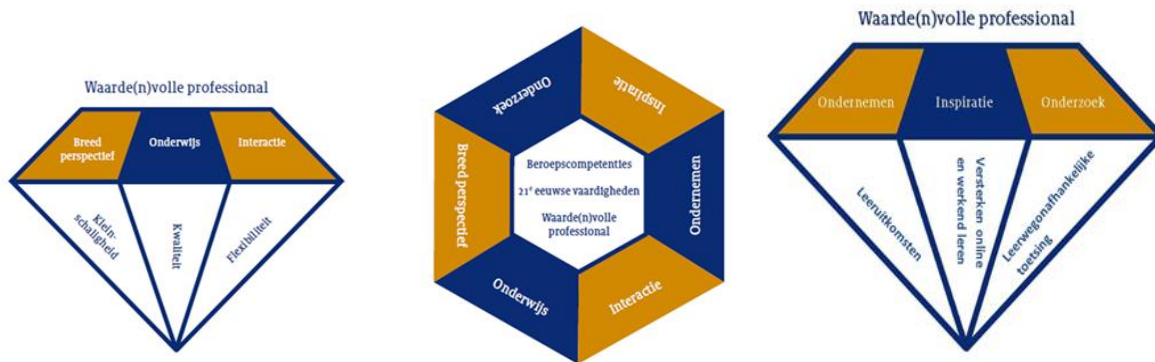 Waarde(n)volle professional
Breed
perspectief
Onderwijs
Interactie
Klein-
schaligheid
Kwaliteit
Flexibiliteit
Onderzoek
Inspiratie
Breed perspectief
Beroepscompetenties
21e eeuwse vaardigheden
Waarde(n)volle
professional
Ondernemen
Onderwijs
Interactie
Waarde(n)volle professional
Ondernemen
Inspiratie
Onderzoek
Leeruitkomsten
Versterken online
en werkend leren
Leerwegonafhankelijke
toetsing